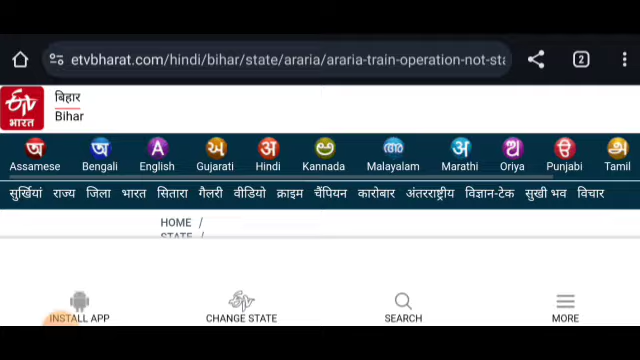 etvbharat.com/hindi/bihar/state/araria/araria-train-operation-not-sta
2
भारत
बिहार
Bihar
অ অ A અ अ ಅ അ अ ଅ ੳ அ
Assamese Bengali English Gujarati Hindi Kannada Malayalam Marathi Oriya Punjabi Tamil
सुर्खियां राज्य जिला भारत सितारा गैलरी वीडियो क्राइम चैंपियन कारोबार अंतरराष्ट्रीय विज्ञान-टेक सुखी भव विचार
HOME /
STATE /
INSTALL APP CHANGE STATE SEARCH MORE